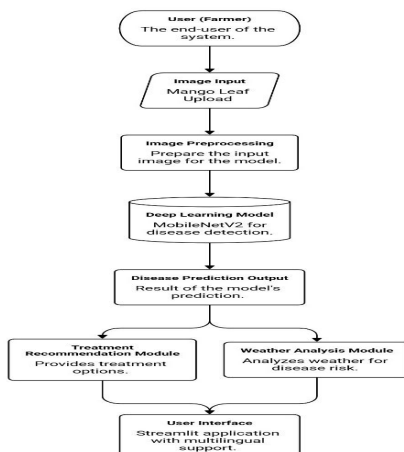 User (Farmer)
The end-user of the
system.
Image Input
Mango Leaf
Upload
Image Preprocessing
Prepare the input
image for the model.
Deep Learning Model
MobileNetV2 for
disease detection.
Disease Prediction Output
Result of the model's
prediction.
Treatment
Recommendation Module
Provides treatment
options.
Weather Analysis Module
Analyzes weather for
disease risk.
User Interface
Streamlit application
with multilingual
support.